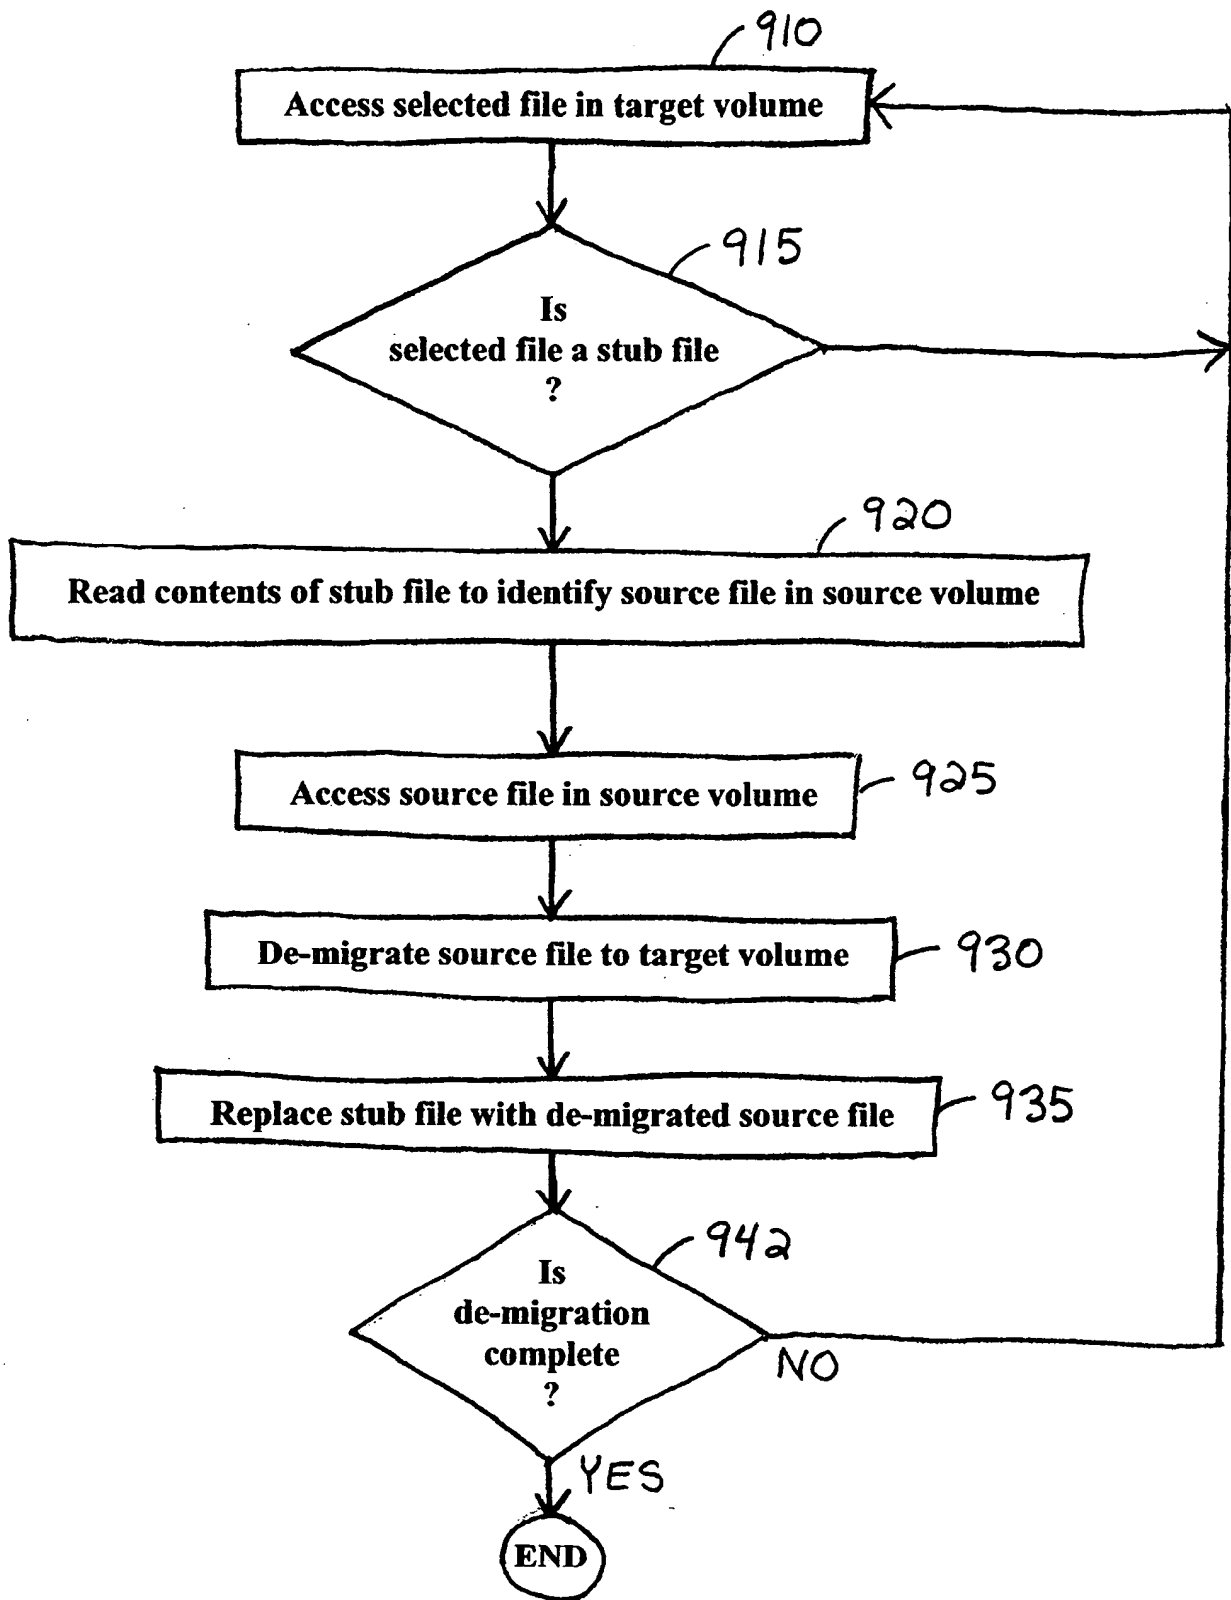 910
Access selected file in target volume
915
Is
selected file a stub file
?
920
Read contents of stub file to identify source file in source volume
Access source file in source volume
925
De-migrate source file to target volume
930
Replace stub file with de-migrated source file
935
942
Is
de-migration
complete
?
NO
YES
END